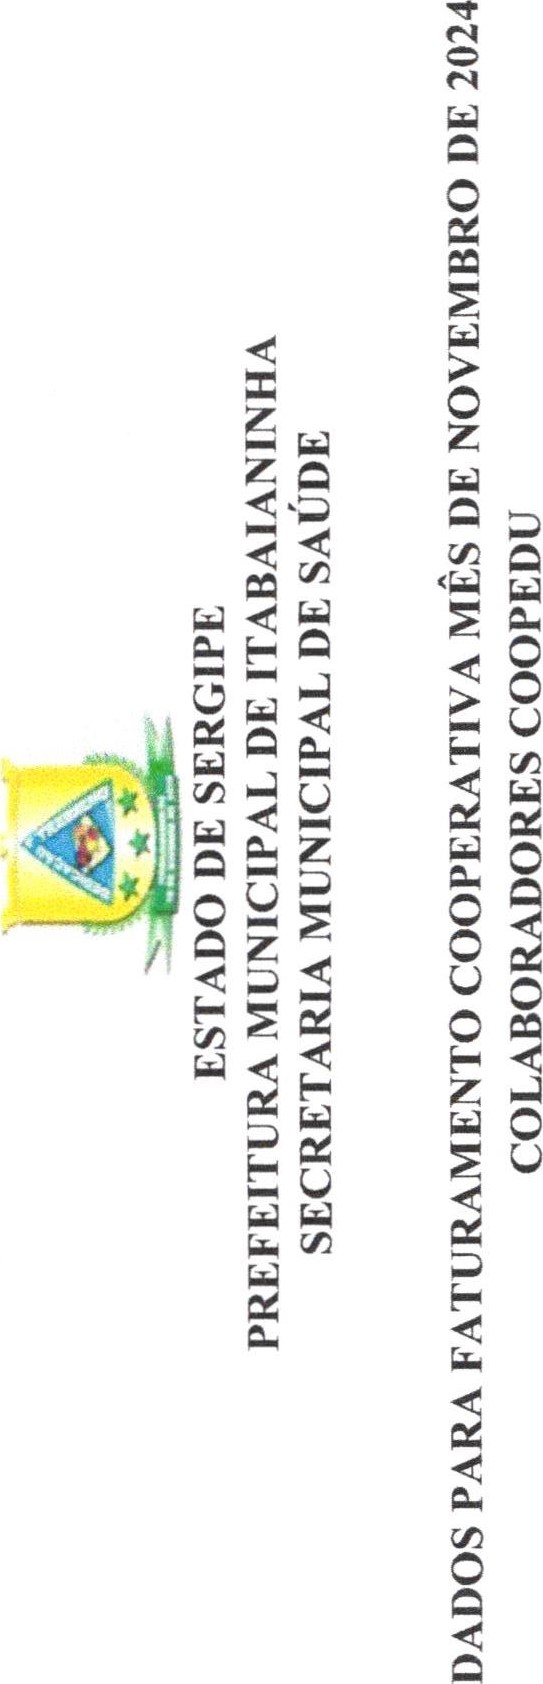 ESTADO DE SERGIPE
PREFEITURA MUNICIPAL DE ITABAIANINHA
SECRETARIA MUNICIPAL DE SAÚDE
DADOS PARA FATURAMENTO COOPERATIVA MÊS DE NOVEMBRO DE 2024
COLABORADORES COOPEDU